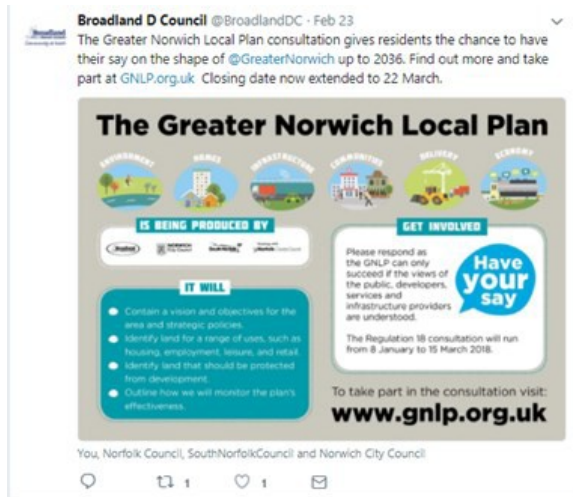 Broadland D Council @BroadlandDC · Feb 23
The Greater Norwich Local Plan consultation gives residents the chance to have
their say on the shape of @GreaterNorwich up to 2036. Find out more and take
part at GNLP.org.uk Closing date now extended to 22 March.
The Greater Norwich Local Plan
ENVIRONMENT HOMES INFRASTRUCTURE COMMUNITIES DELIVERY ECONOMY
IS BEING PRODUCED BY
IT WILL
Contain a vision and objectives for the
area and strategic policies.
Identify land for a range of uses, such as
housing, employment, leisure, and retail.
Identify land that should be protected
from development.
Outline how we will monitor the plan's
effectiveness.
GET INVOLVED
Please respond as
the GNLP can only
succeed if the views of
the public, developers,
services and
infrastructure providers
are understood.
Have
your
say
The Regulation 18 consultation will run
from 8 January to 15 March 2018.
To take part in the consultation visit:
www.gnlp.org.uk
You, Norfolk Council, SouthNorfolkCouncil and Norwich City Council
1 1